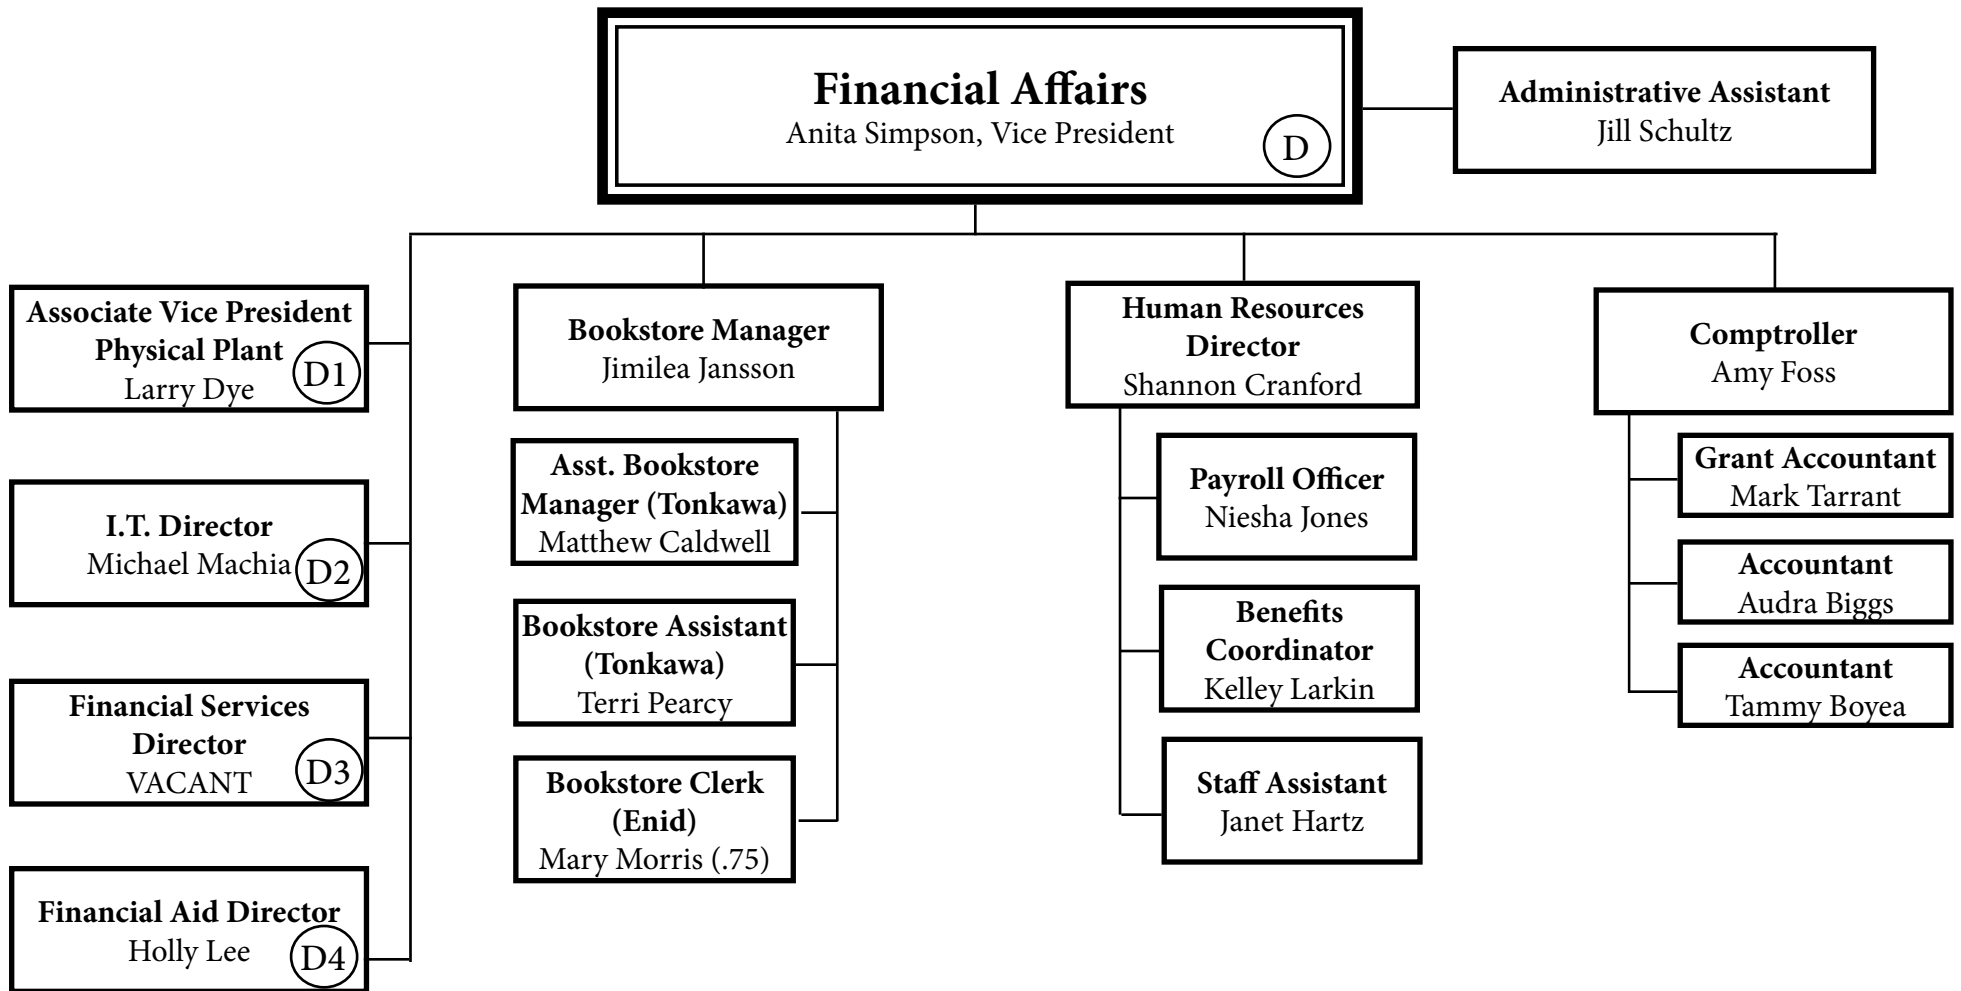 Financial Affairs
Anita Simpson, Vice President
D
Administrative Assistant
Jill Schultz
Associate Vice President
Physical Plant
Larry Dye
D1
I.T. Director
Michael Machia
D2
Financial Services
Director
VACANT
D3
Financial Aid Director
Holly Lee
D4
Bookstore Manager
Jimilea Jansson
Asst. Bookstore
Manager (Tonkawa)
Matthew Caldwell
Bookstore Assistant
(Tonkawa)
Terri Pearcy
Bookstore Clerk
(Enid)
Mary Morris (.75)
Human Resources
Director
Shannon Cranford
Payroll Officer
Niesha Jones
Benefits
Coordinator
Kelley Larkin
Staff Assistant
Janet Hartz
Comptroller
Amy Foss
Grant Accountant
Mark Tarrant
Accountant
Audra Biggs
Accountant
Tammy Boyea